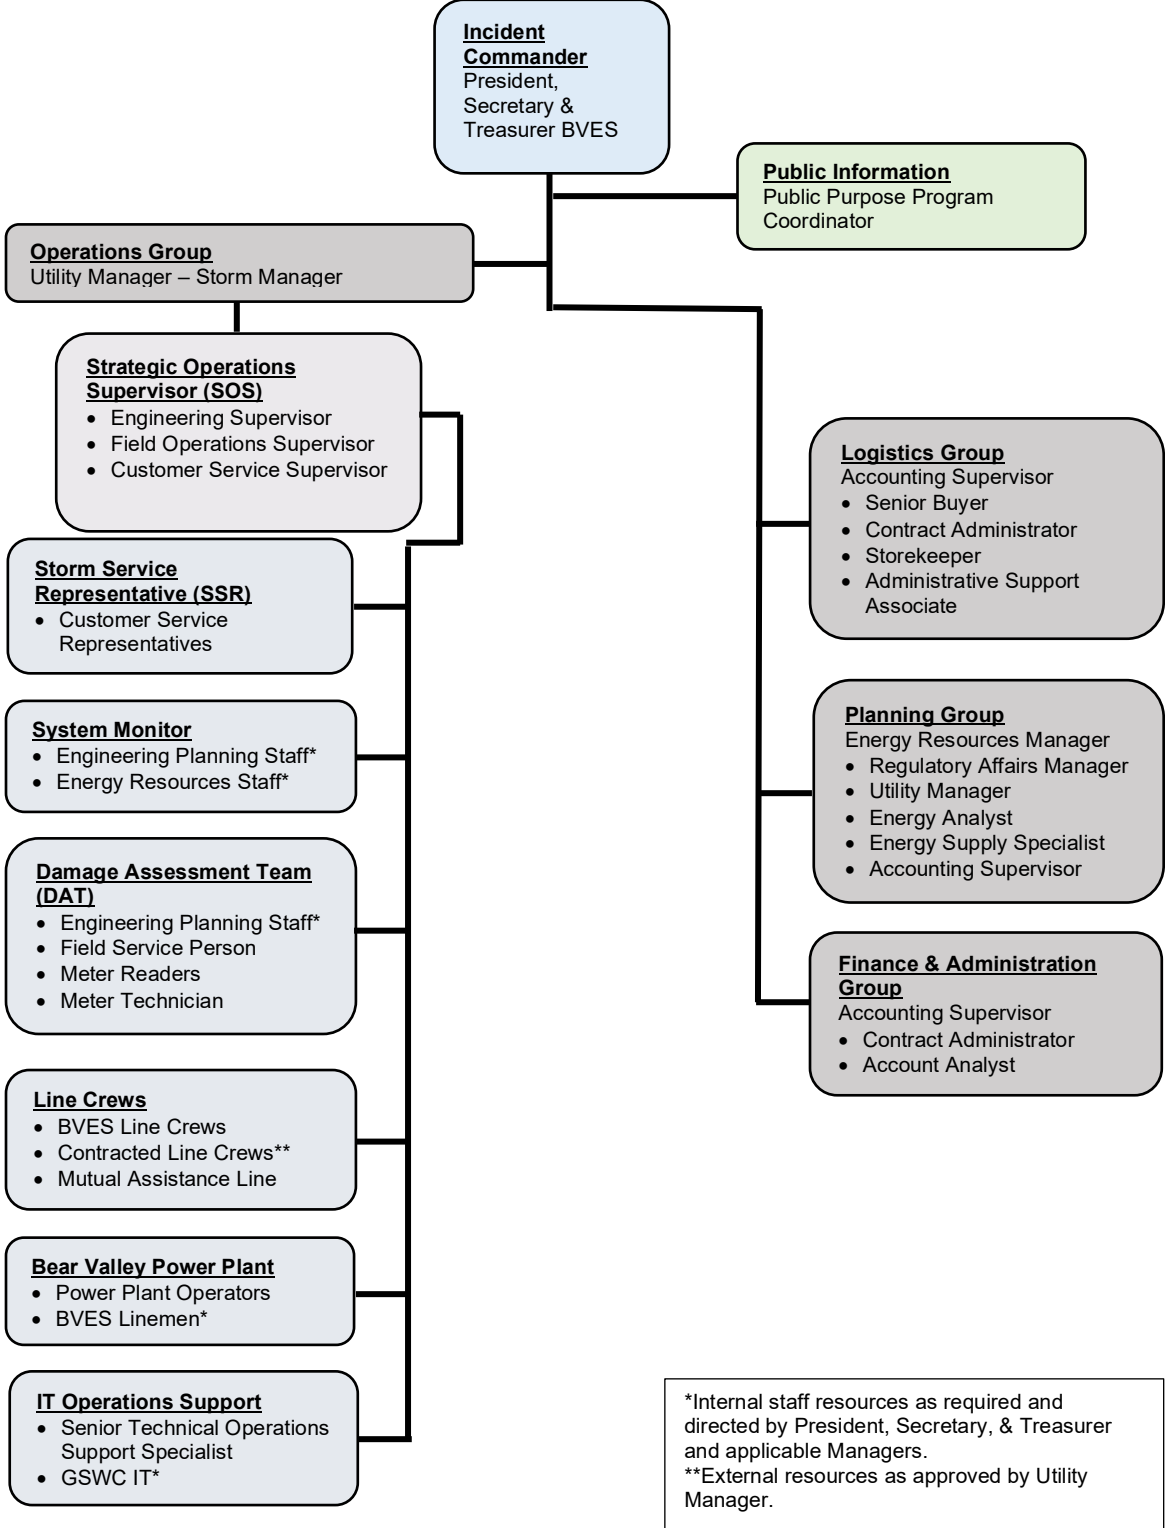 Incident
Commander
President,
Secretary &
Treasurer BVES
Public Information
Public Purpose Program
Coordinator
Operations Group
Utility Manager – Storm Manager
Strategic Operations
Supervisor (SOS)
• Engineering Supervisor
• Field Operations Supervisor
• Customer Service Supervisor
Storm Service
Representative (SSR)
• Customer Service
Representatives
System Monitor
• Engineering Planning Staff*
• Energy Resources Staff*
Damage Assessment Team
(DAT)
• Engineering Planning Staff*
• Field Service Person
• Meter Readers
• Meter Technician
Line Crews
• BVES Line Crews
• Contracted Line Crews**
• Mutual Assistance Line
Bear Valley Power Plant
• Power Plant Operators
• BVES Linemen*
IT Operations Support
• Senior Technical Operations
Support Specialist
• GSWC IT*
Logistics Group
Accounting Supervisor
• Senior Buyer
• Contract Administrator
• Storekeeper
• Administrative Support
Associate
Planning Group
Energy Resources Manager
• Regulatory Affairs Manager
• Utility Manager
• Energy Analyst
• Energy Supply Specialist
• Accounting Supervisor
Finance & Administration
Group
Accounting Supervisor
• Contract Administrator
• Account Analyst
*Internal staff resources as required and
directed by President, Secretary, & Treasurer
and applicable Managers.
**External resources as approved by Utility
Manager.